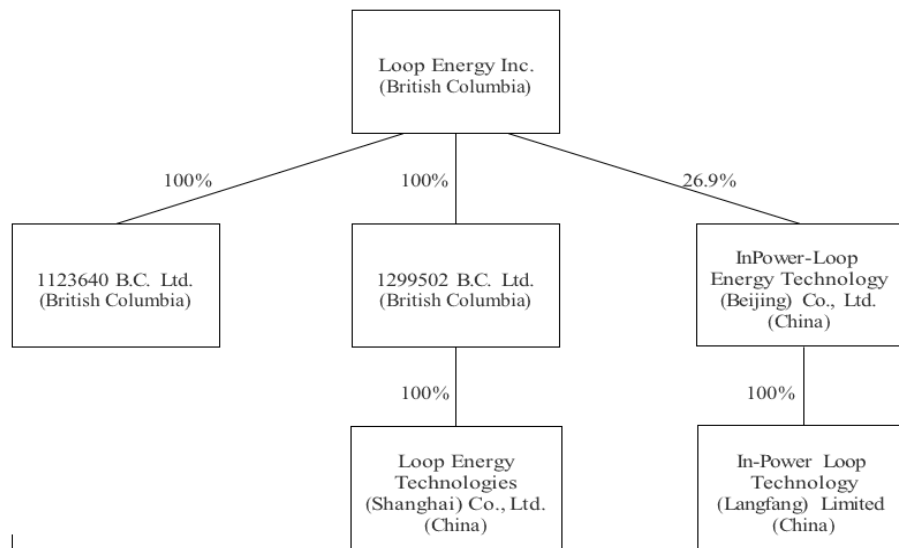 Loop Energy Inc.
(British Columbia)
100%
100%
26.9%
1123640 B.C. Ltd.
(British Columbia)
1299502 B.C. Ltd.
(British Columbia)
InPower-Loop
Energy Technology
(Beijing) Co., Ltd.
(China)
100%
100%
Loop Energy
Technologies
(Shanghai) Co., Ltd.
(China)
In-Power Loop
Technology
(Langfang) Limited
(China)